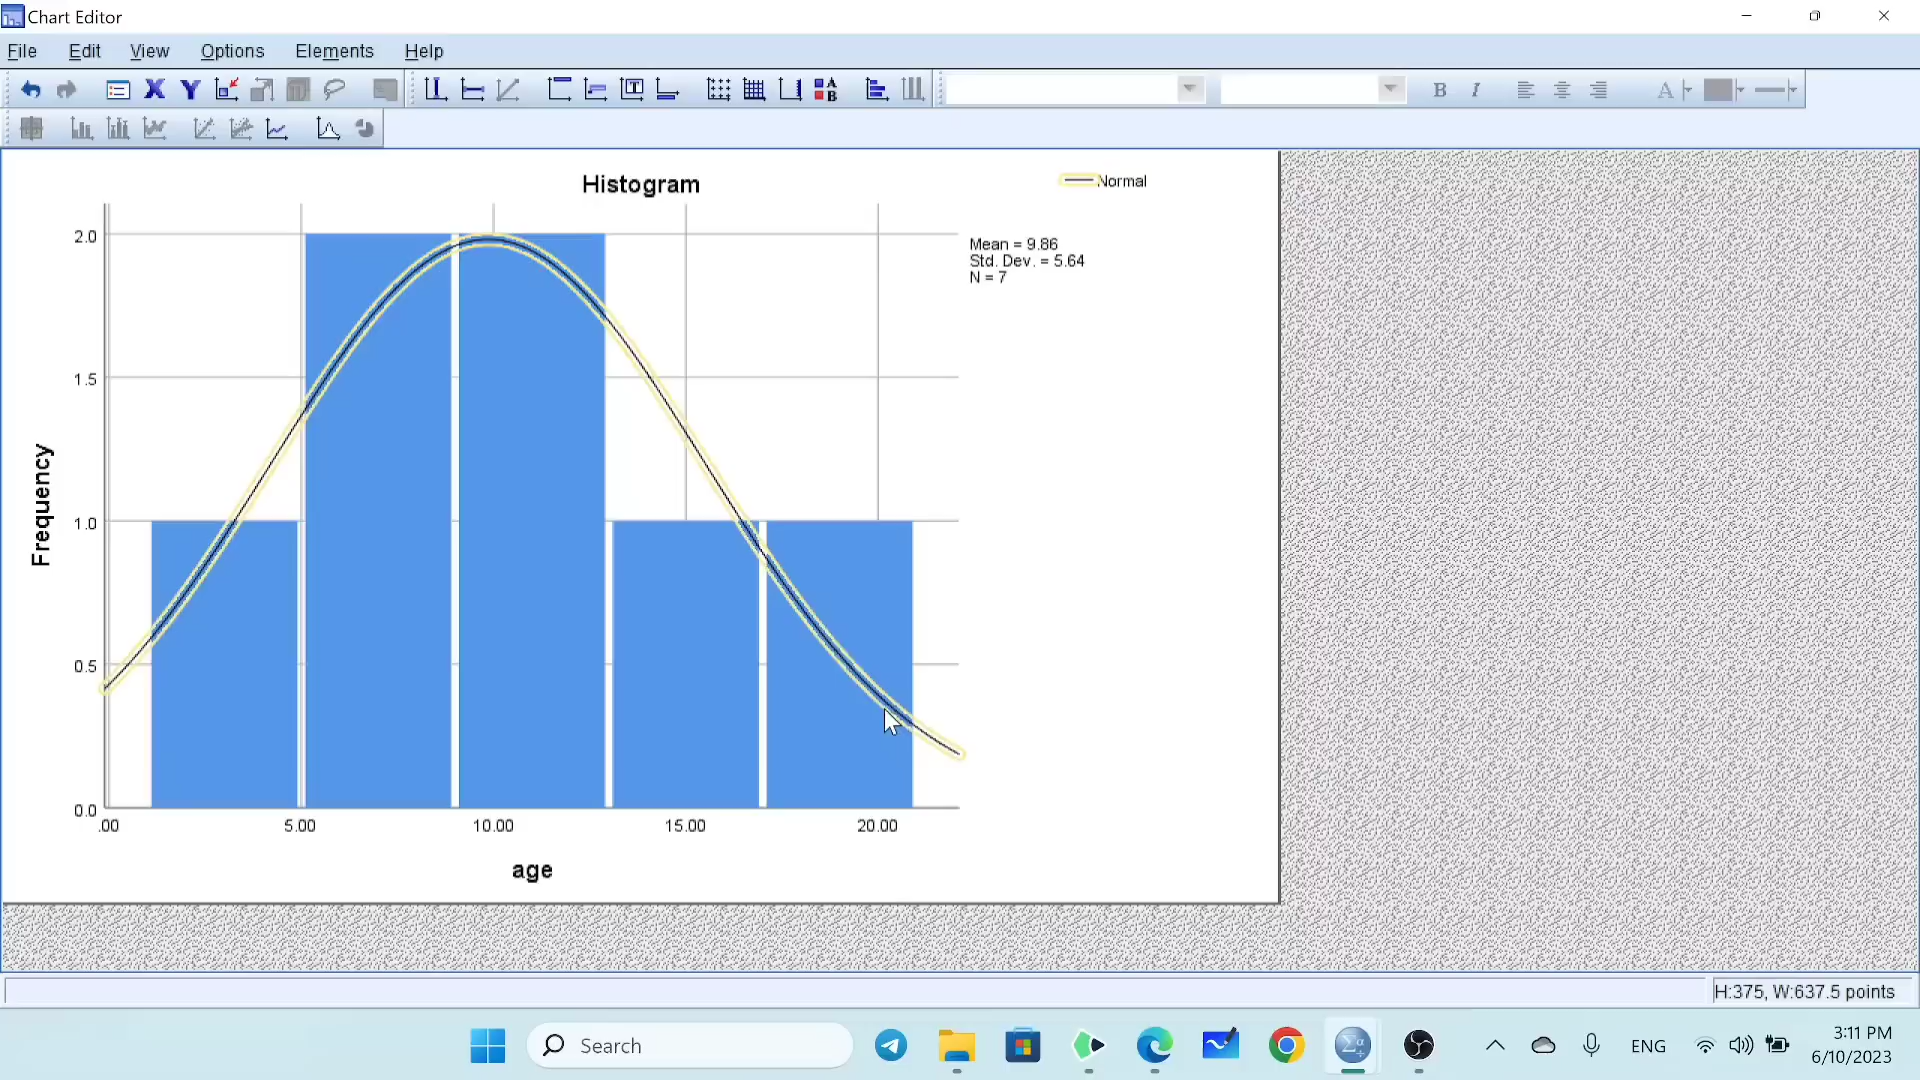 Chart Editor
File Edit View Options Elements Help
X Y T A B B I A
Histogram
Normal
Mean = 9.86
Std. Dev. = 5.64
N = 7
2.0
1.5
1.0
0.5
0.0
Frequency
.00 5.00 10.00 15.00 20.00
age
H:375, W:637.5 points
Search
Σα
ENG
3:11 PM
6/10/2023